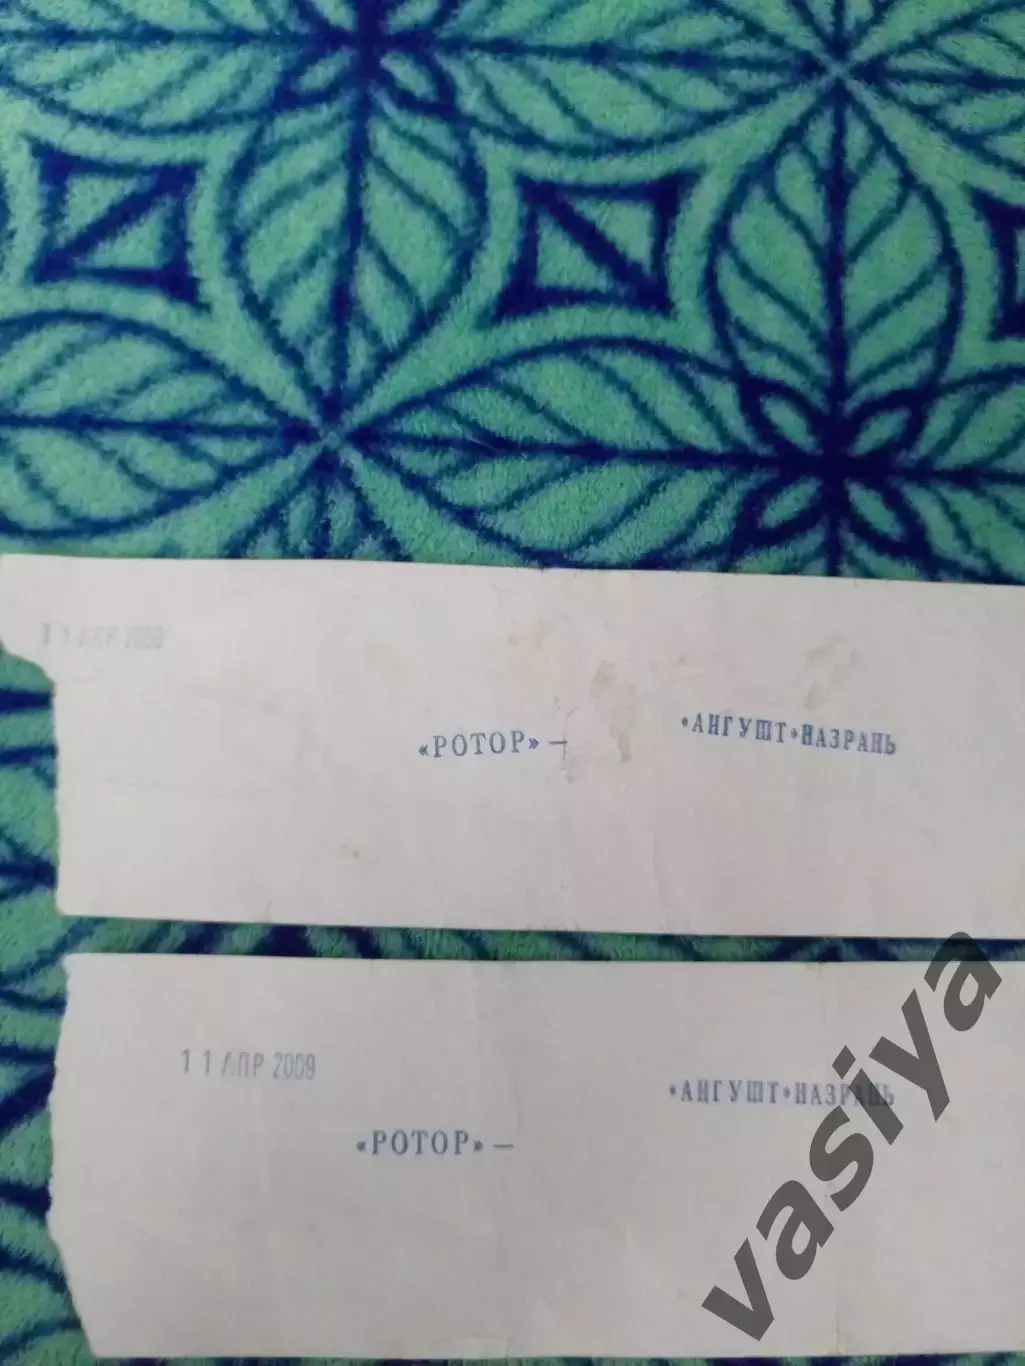 11 АПР 2009
«РОТОР» – «АНГУШТ»НАЗРАНЬ
11 АПР 2009
«АНГУШТ»НАЗРАНЬ
«РОТОР» –
vasiya